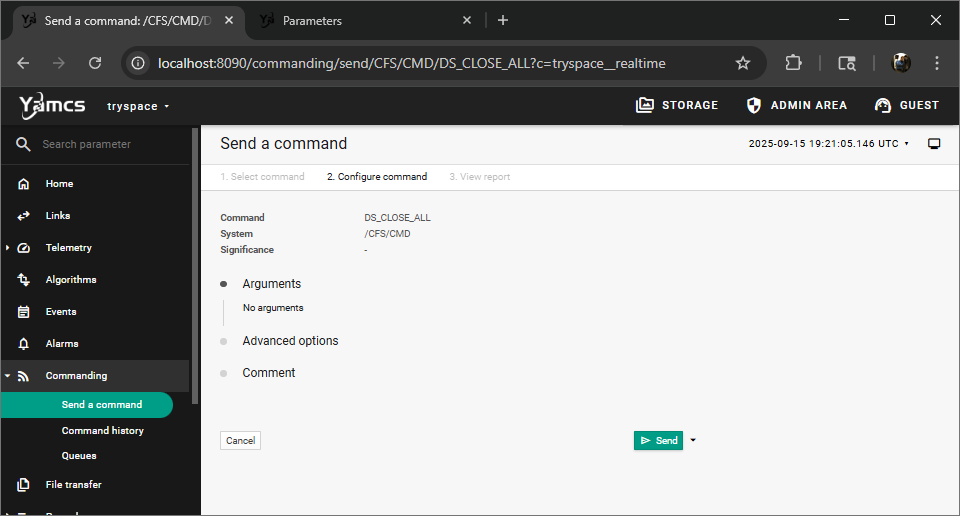 Send a command: /CFS/CMD/D
Parameters
localhost:8090/commanding/send/CFS/CMD/DS_CLOSE_ALL?c=tryspace__realtime
Yamcs
tryspace
STORAGE
ADMIN AREA
GUEST
Search parameter
Send a command
2025-09-15 19:21:05.146 UTC
1. Select command
2. Configure command
3. View report
Home
Links
Telemetry
Algorithms
Events
Alarms
Commanding
Send a command
Command history
Queues
File transfer
Command DS_CLOSE_ALL
System /CFS/CMD
Significance -
Arguments
No arguments
Advanced options
Comment
Cancel
Send